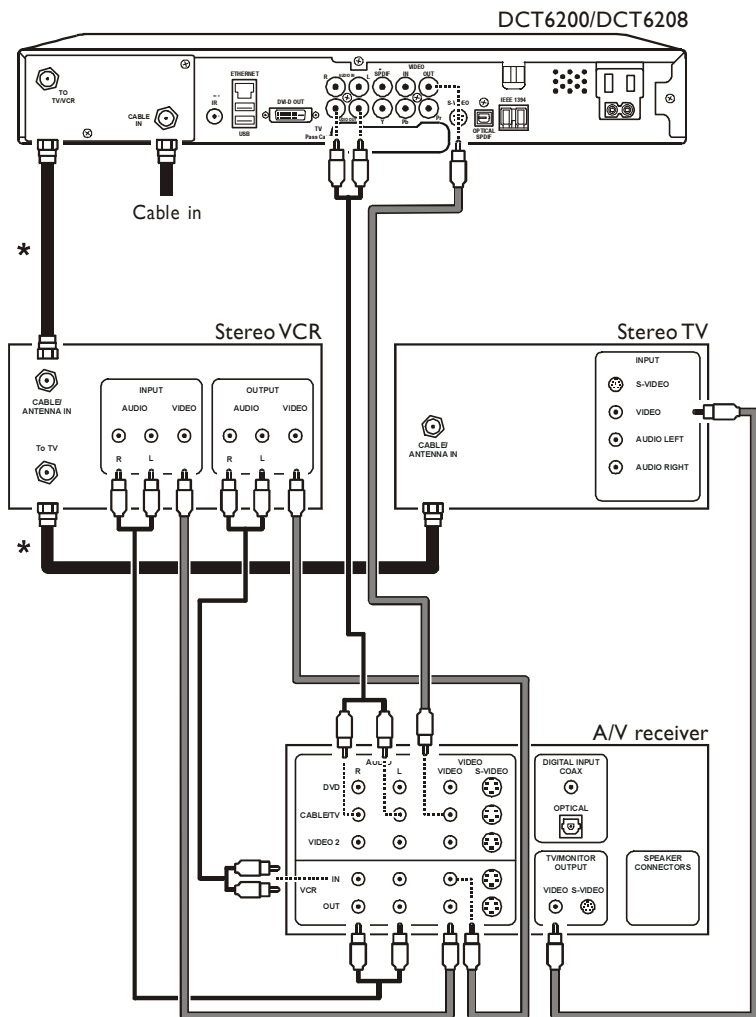 DCT6200/DCT6208
TO
TV/VCR
CABLE
IN
IR
ETHERNET
USB
DVI-D OUT
R AUDIO IN L
SPDIF
VIDEO
IN OUT
TV
Y Pb Pr
S-VIDEO
OPTICAL
SPDIF
IEEE 1394
Cable in
*
Stereo VCR
CABLE/
ANTENNA IN
To TV
INPUT
AUDIO VIDEO
R L
OUTPUT
AUDIO VIDEO
R L
*
Stereo TV
CABLE/
ANTENNA IN
INPUT
S-VIDEO
VIDEO
AUDIO LEFT
AUDIO RIGHT
A/V receiver
AUDIO
R L
VIDEO
VIDEO S-VIDEO
DVD
CABLE/TV
VIDEO 2
IN
VCR
OUT
DIGITAL INPUT
COAX
OPTICAL
TV/MONITOR
OUTPUT
VIDEO S-VIDEO
SPEAKER
CONNECTORS